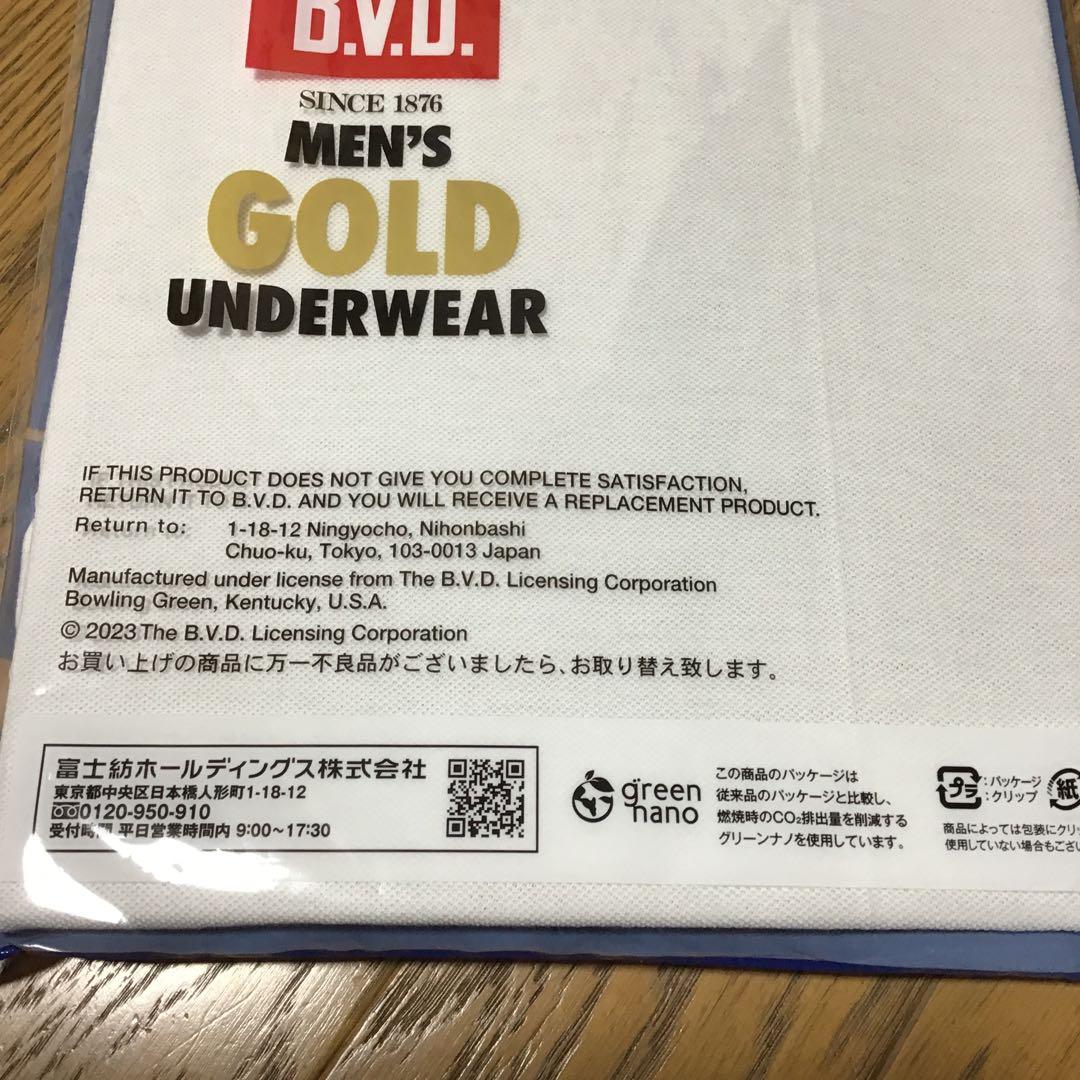 B.V.D.
SINCE 1876
MEN'S
GOLD
UNDERWEAR
IF THIS PRODUCT DOES NOT GIVE YOU COMPLETE SATISFACTION,
RETURN IT TO B.V.D. AND YOU WILL RECEIVE A REPLACEMENT PRODUCT.
Return to: 1-18-12 Ningyocho, Nihonbashi
Chuo-ku, Tokyo, 103-0013 Japan
Manufactured under license from The B.V.D. Licensing Corporation
Bowling Green, Kentucky, U.S.A.
© 2023 The B.V.D. Licensing Corporation
お買い上げの商品に万一不良品がございましたら、お取り替え致します。
富士紡ホールディングス株式会社
東京都中央区日本橋人形町1-18-12
0120-950-910
受付時間 平日営業時間内 9:00~17:30
green
nano
この商品のパッケージは
従来品のパッケージと比較し、
燃焼時のCO₂排出量を削減する
グリーンナノを使用しています。
プラ
:パッケージ
:クリップ
紙
商品によっては包装にクリッ
使用していない場合もござい